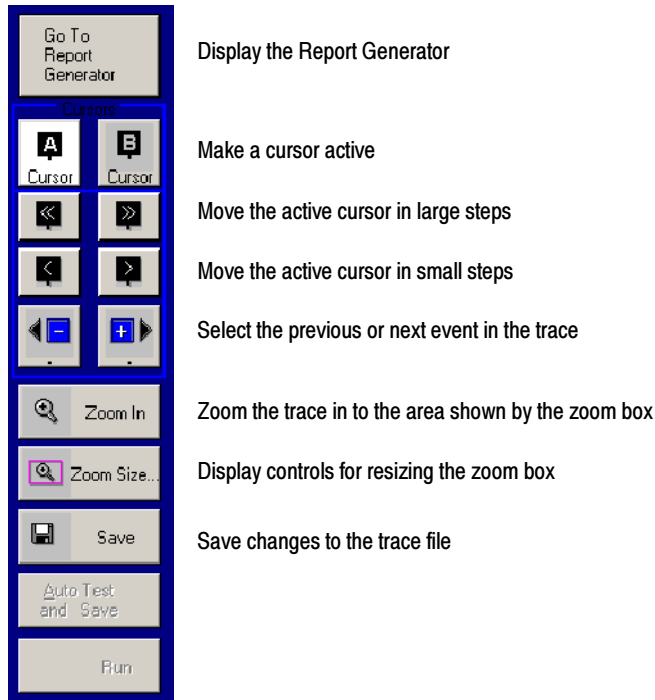 Go To
Report
Generator
Display the Report Generator
Cursors
A
Cursor
B
Cursor
Make a cursor active
<<
>>
Move the active cursor in large steps
<
>
Move the active cursor in small steps
-
+
Select the previous or next event in the trace
Zoom In
Zoom the trace in to the area shown by the zoom box
Zoom Size...
Display controls for resizing the zoom box
Save
Save changes to the trace file
Auto Test
and Save
Run